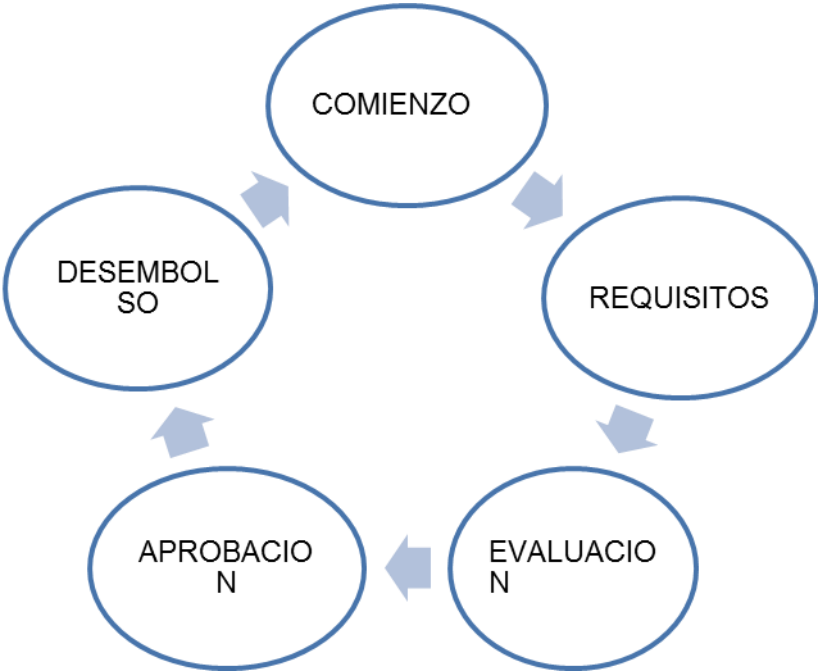 COMIENZO
REQUISITOS
EVALUACIO
N
APROBACIO
N
DESEMBOL
SO